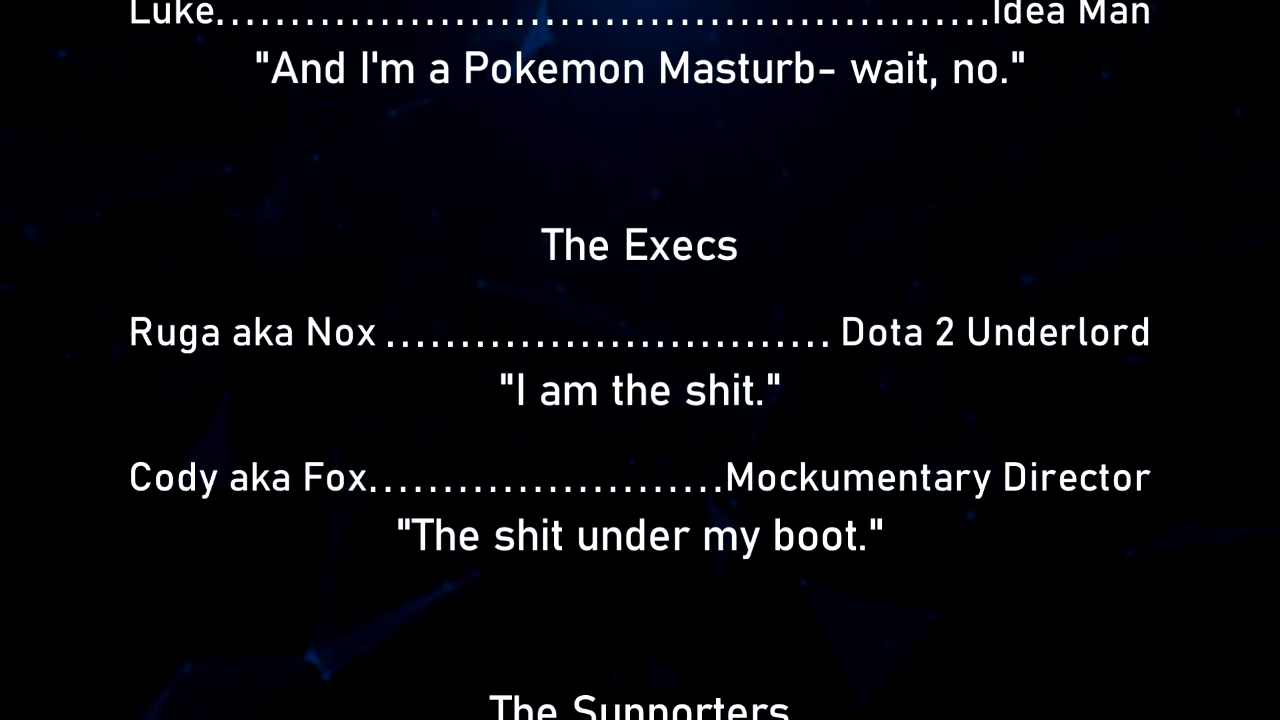 Luke.......................................................Idea Man
"And I'm a Pokemon Masturb- wait, no."
The Execs
Ruga aka Nox .............................. Dota 2 Underlord
"I am the shit."
Cody aka Fox........................Mockumentary Director
"The shit under my boot."
The Supporters